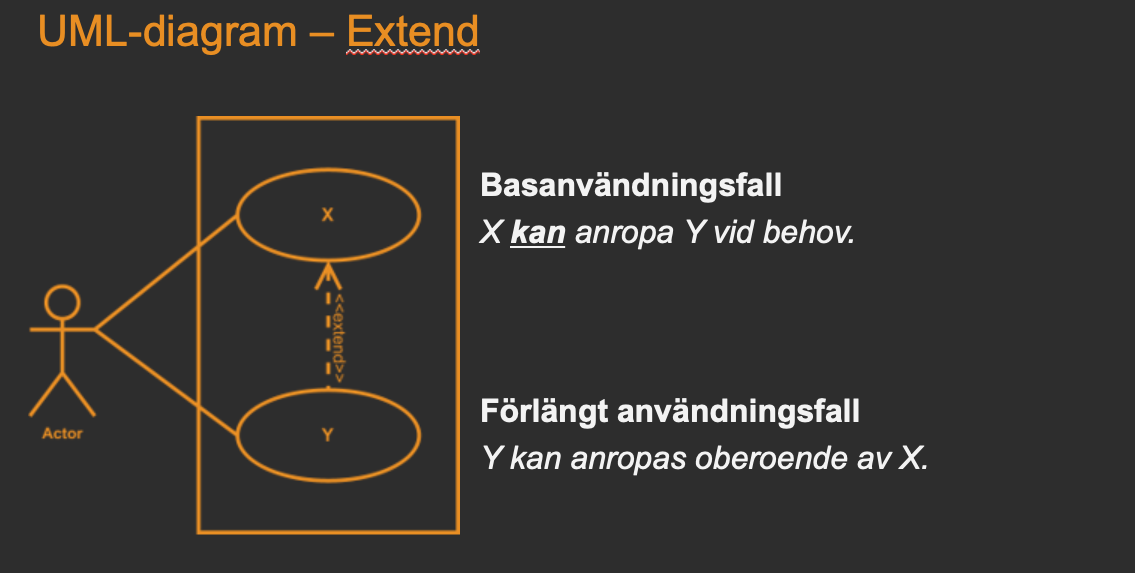 UML-diagram – Extend
X
Basanvändningsfall
X kan anropa Y vid behov.
<<extend>>
Actor
Y
Förlängt användningsfall
Y kan anropas oberoende av X.